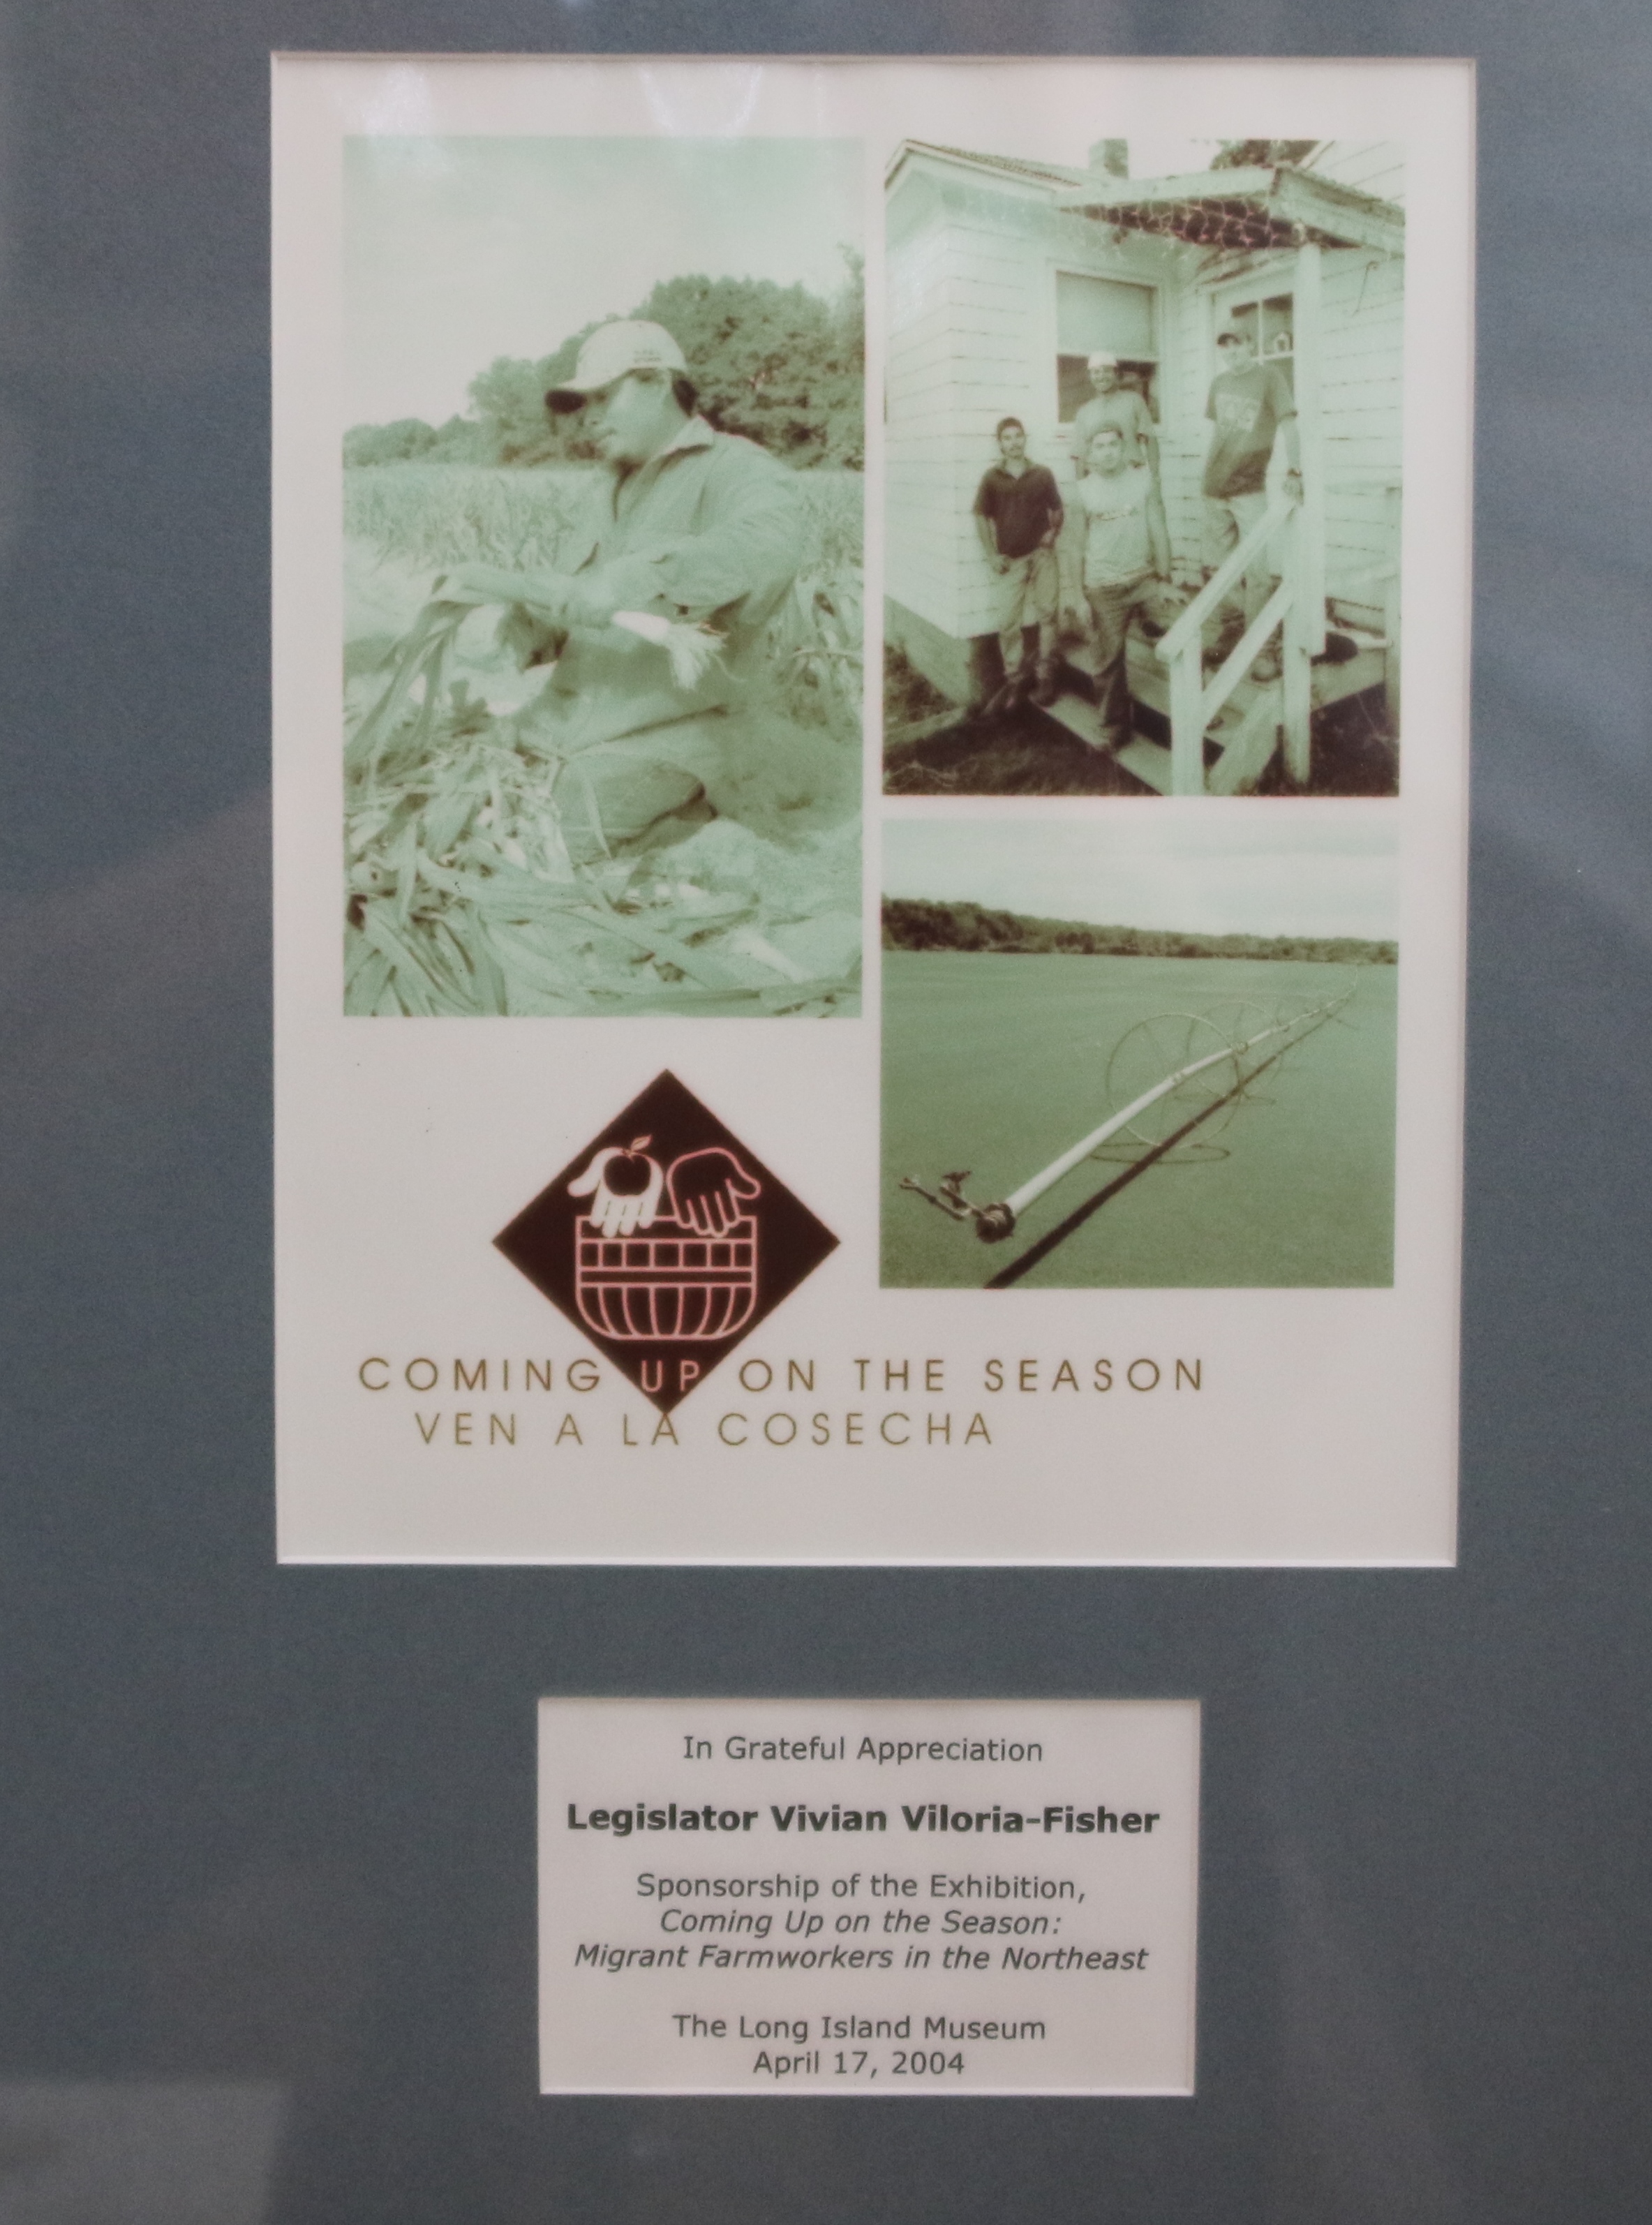 COMING UP ON THE SEASON
VEN A LA COSECHA
In Grateful Appreciation
Legislator Vivian Viloria-Fisher
Sponsorship of the Exhibition,
Coming Up on the Season:
Migrant Farmworkers in the Northeast
The Long Island Museum
April 17, 2004